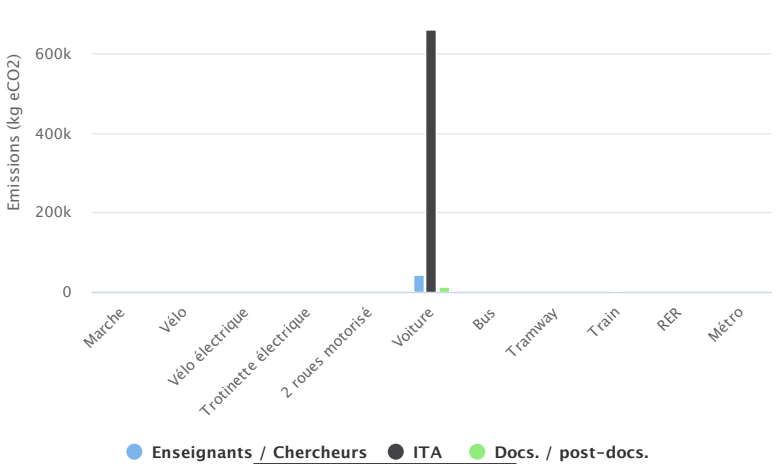 Emissions (kg eCO2)
600k
400k
200k
0
Marche
Vélo
Vélo électrique
Trotinette électrique
2 roues motorisé
Voiture
Bus
Tramway
Train
RER
Métro
Enseignants / Chercheurs ITA Docs. / post-docs.